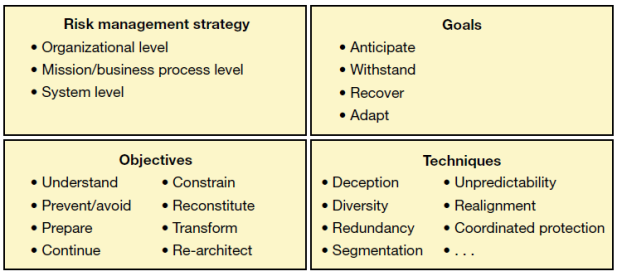 Risk management strategy
• Organizational level
• Mission/business process level
• System level
Goals
• Anticipate
• Withstand
• Recover
• Adapt
Objectives
• Understand
• Prevent/avoid
• Prepare
• Continue
• Constrain
• Reconstitute
• Transform
• Re-architect
Techniques
• Deception
• Diversity
• Redundancy
• Segmentation
• Unpredictability
• Realignment
• Coordinated protection
• . . .